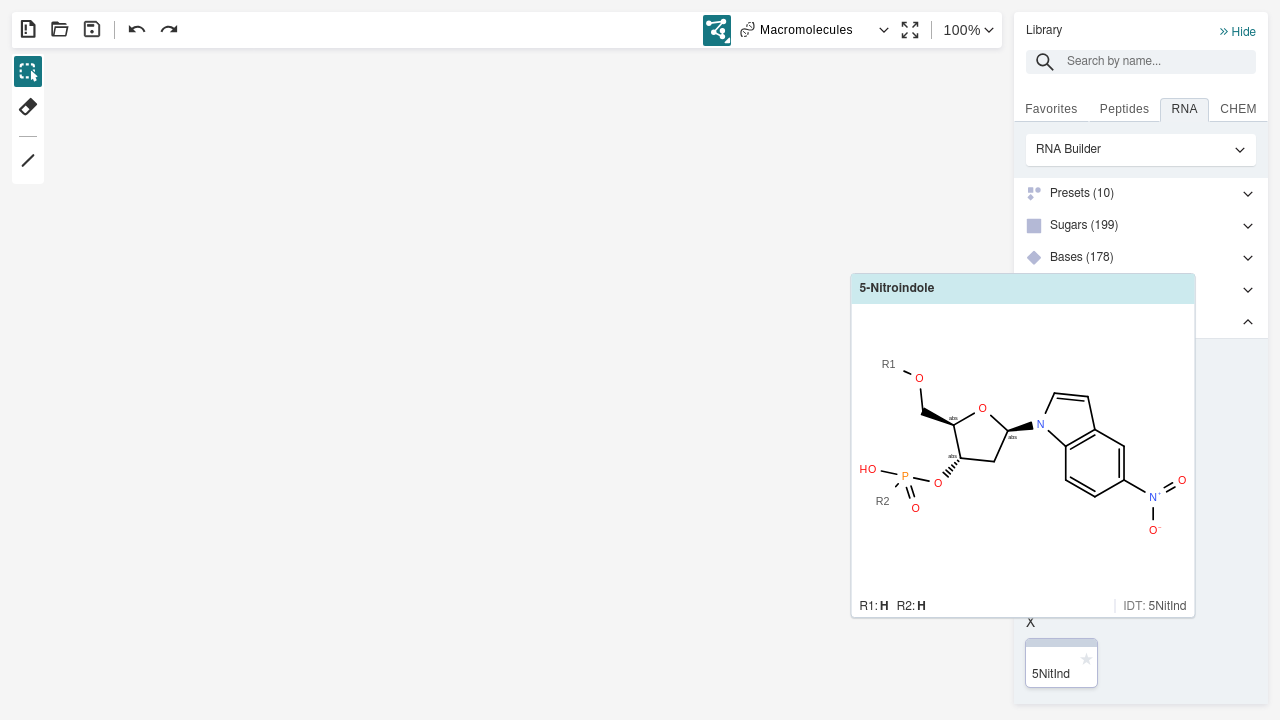 Macromolecules
100%
Library
Hide
Search by name...
Favorites
Peptides
RNA
CHEM
RNA Builder
Presets (10)
Sugars (199)
Bases (178)
5-Nitroindole
R1
O
abs
O
N
abs
abs
HO
P
O
R2
O
N+
O
O-
R1: H R2: H
IDT: 5NitInd
X
5NitInd